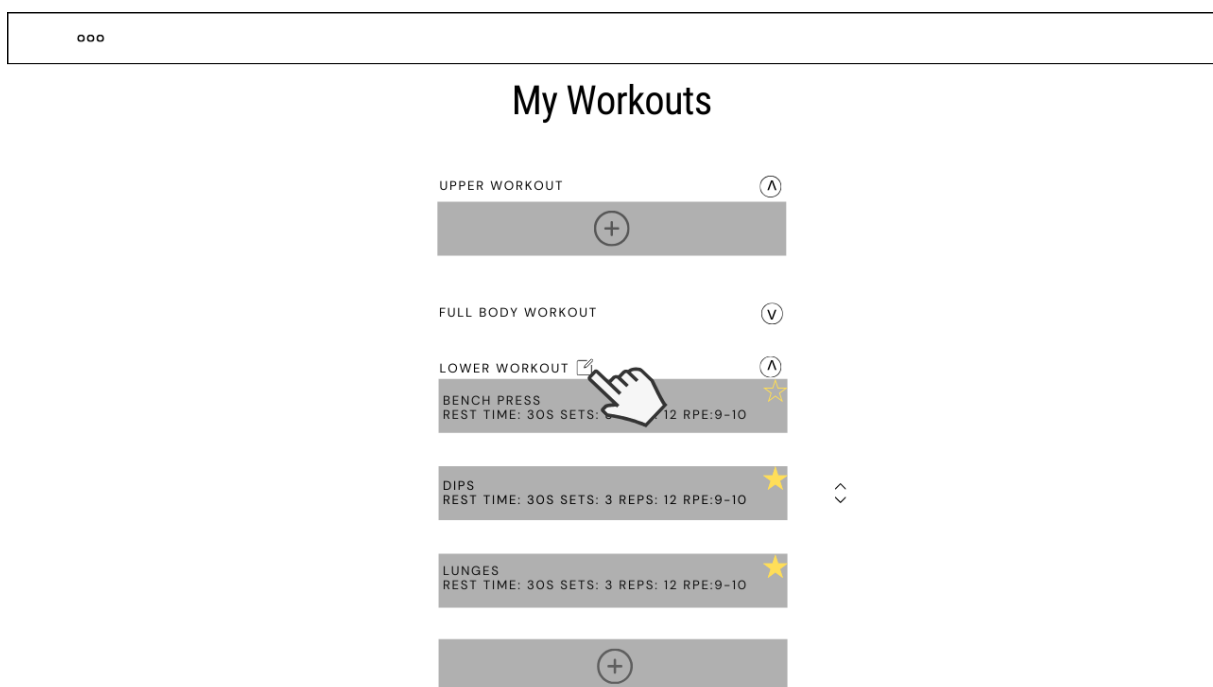 My Workouts
UPPER WORKOUT
FULL BODY WORKOUT
LOWER WORKOUT
BENCH PRESS
REST TIME: 30S SETS: 12 RPE:9-10
DIPS
REST TIME: 30S SETS: 3 REPS: 12 RPE:9-10
LUNGES
REST TIME: 30S SETS: 3 REPS: 12 RPE:9-10